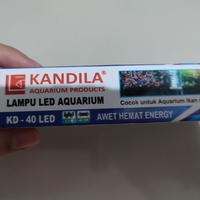 KANDILA®
AQUARIUM PRODUCTS
LAMPU LED AQUARIUM
Cocok untuk Aquarium Ikan
KD - 40 LED
AWET HEMAT ENERGY